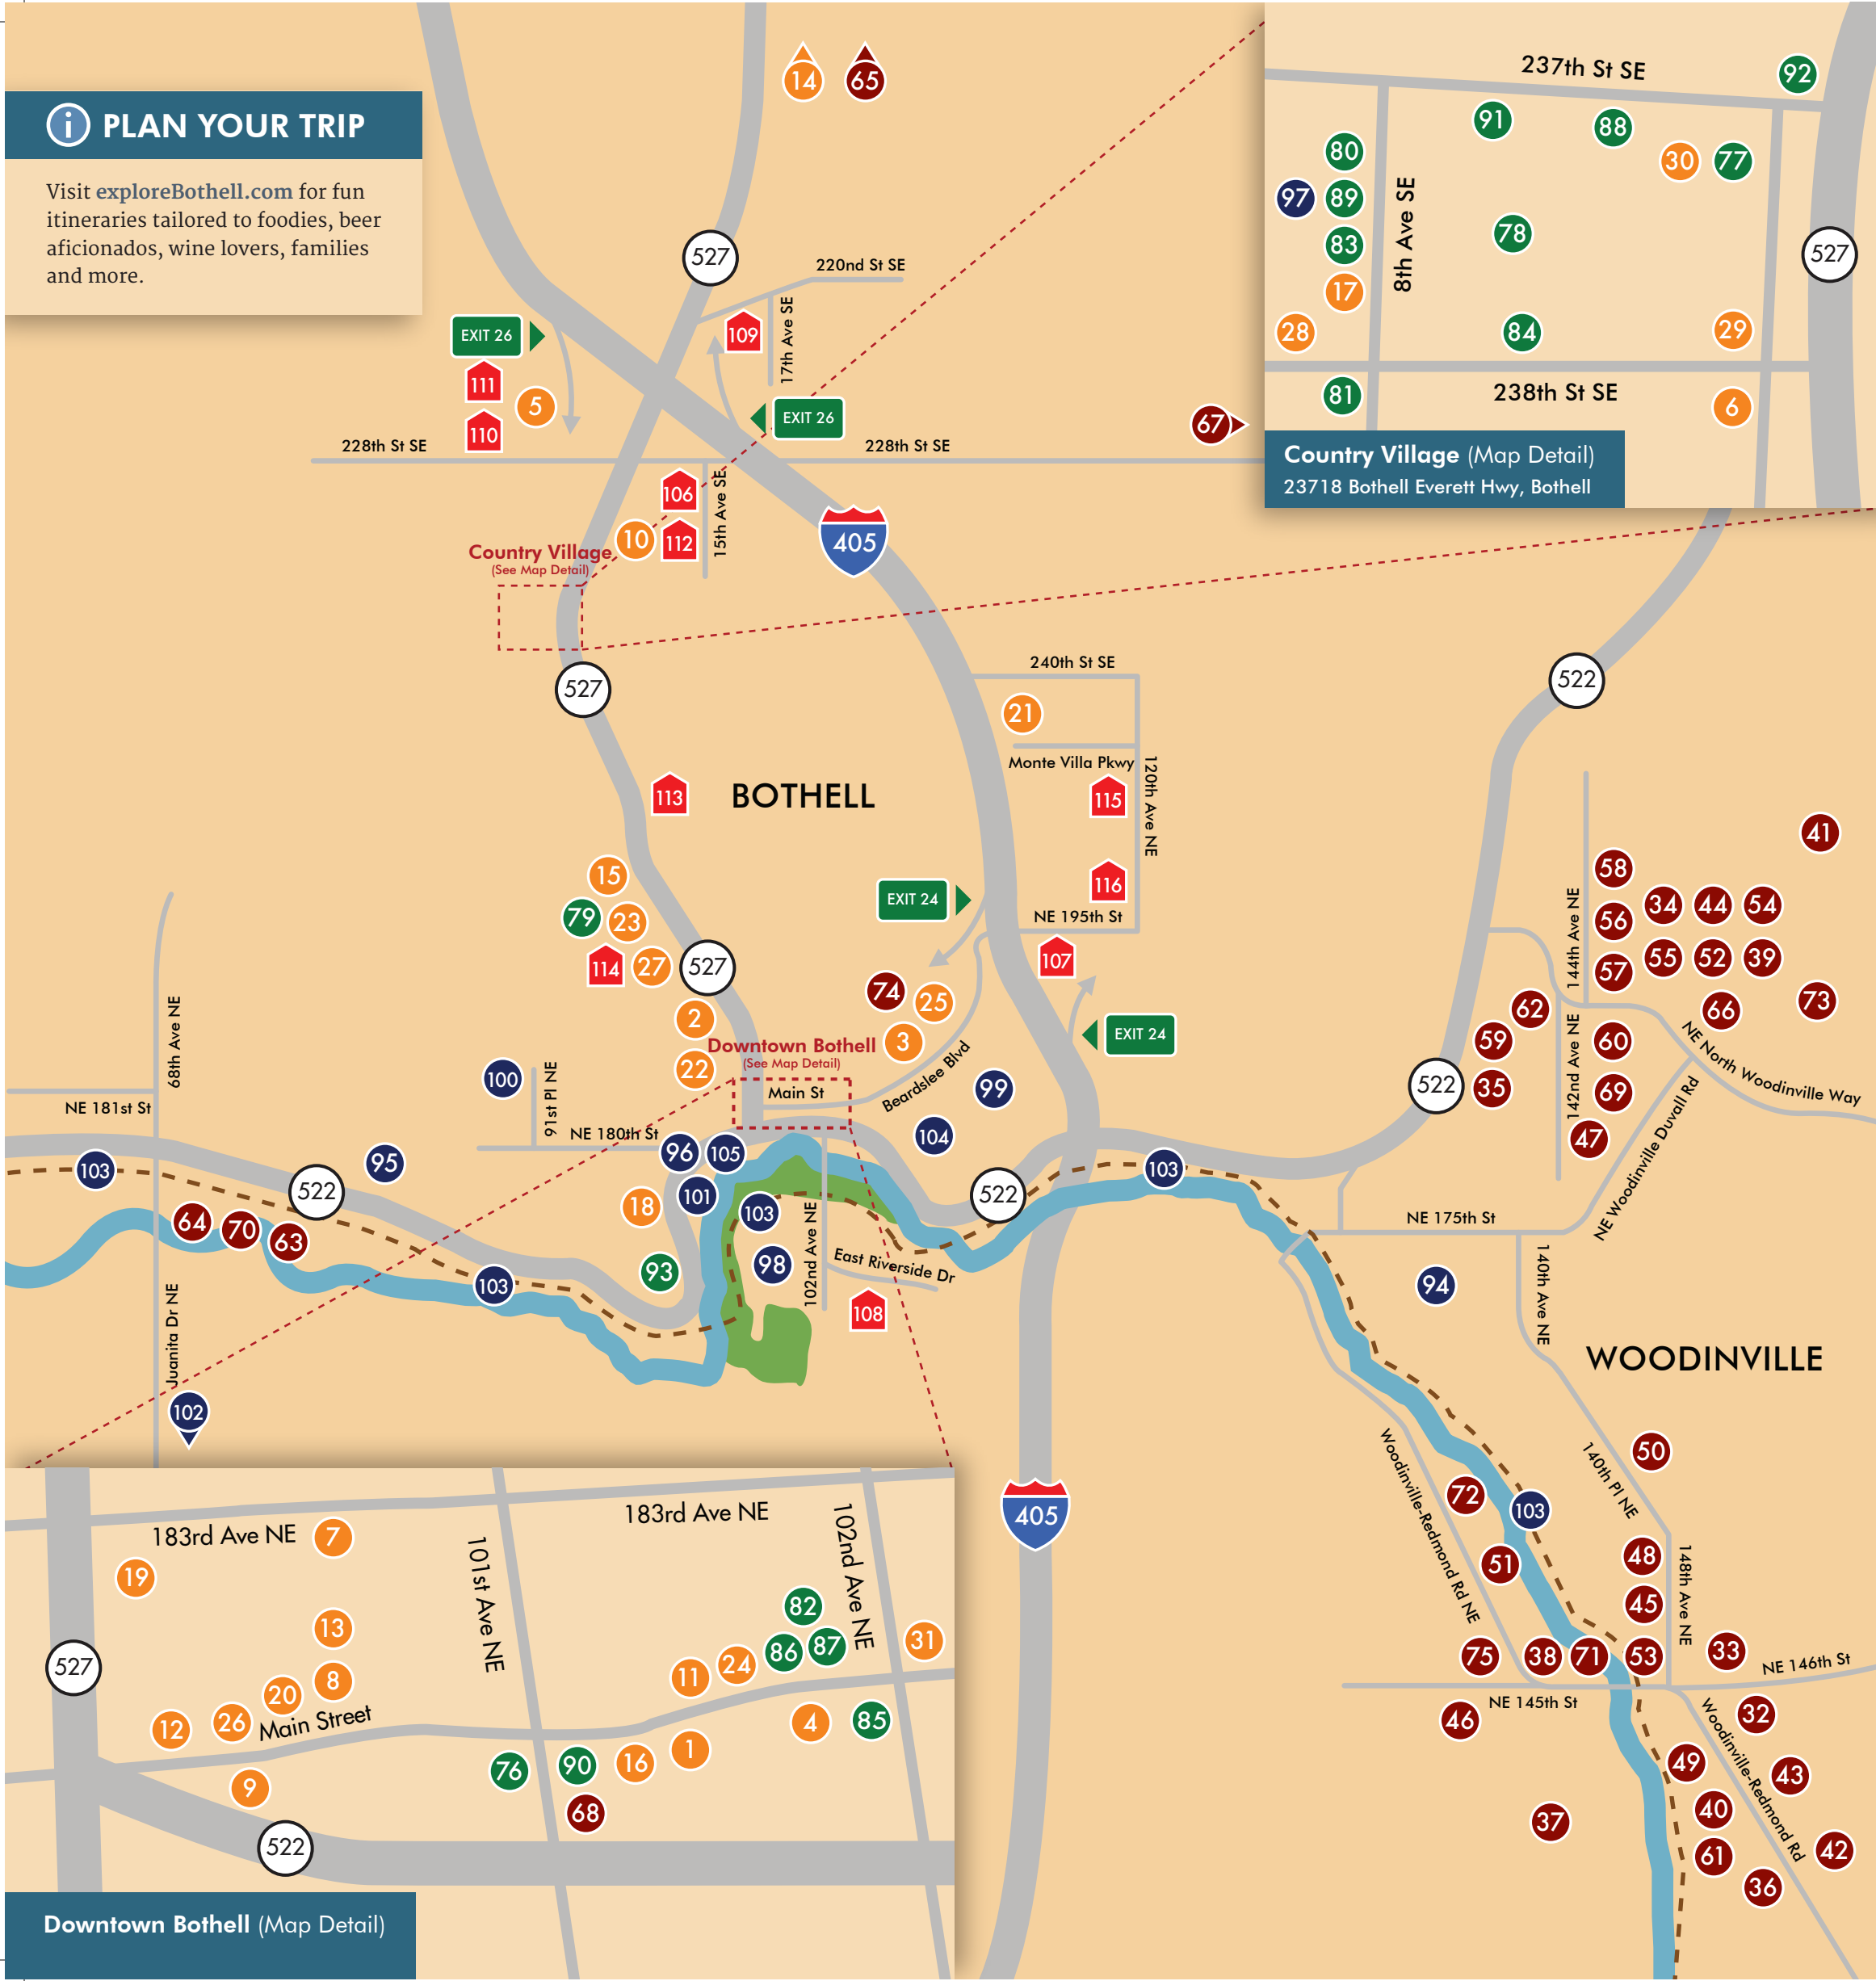 i PLAN YOUR TRIP
Visit exploreBothell.com for fun
itineraries tailored to foodies, beer
aficionados, wine lovers, families
and more.
14
65
527
220nd St SE
17th Ave SE
109
EXIT 26
111
5
110
EXIT 26
228th St SE
228th St SE
67
106
15th Ave SE
10
112
405
Country Village
(See Map Detail)
237th St SE
92
91
88
80
30
77
97
89
8th Ave SE
78
83
527
17
28
84
29
238th St SE
81
6
Country Village (Map Detail)
23718 Bothell Everett Hwy, Bothell
527
240th St SE
522
21
Monte Villa Pkwy
120th Ave NE
113
BOTHELL
115
116
NE 195th St
107
15
79
23
114
27
527
EXIT 24
74
25
2
3
EXIT 24
22
Downtown Bothell
(See Map Detail)
Main St
Beardslee Blvd
99
104
41
58
144th Ave NE
34
44
54
56
55
52
39
57
62
66
73
59
142nd Ave NE
60
NE North Woodinville Way
522
35
69
NE Woodinville Duvall Rd
47
68th Ave NE
100
91st Pl NE
NE 181st St
NE 180th St
96
105
95
103
522
18
101
103
102nd Ave NE
522
103
64
70
63
93
98
East Riverside Dr
103
108
Juanita Dr NE
102
NE 175th St
94
140th Ave NE
WOODINVILLE
Woodinville-Redmond Rd NE
140th Pl NE
50
72
103
51
48
148th Ave NE
45
75
38
71
53
33
NE 146th St
NE 145th St
46
32
Woodinville-Redmond Rd
49
43
40
37
61
42
36
405
183rd Ave NE
183rd Ave NE
7
19
101st Ave NE
102nd Ave NE
82
13
527
11
24
86
87
31
8
20
12
26
Main Street
4
85
1
16
76
90
9
68
522
Downtown Bothell (Map Detail)